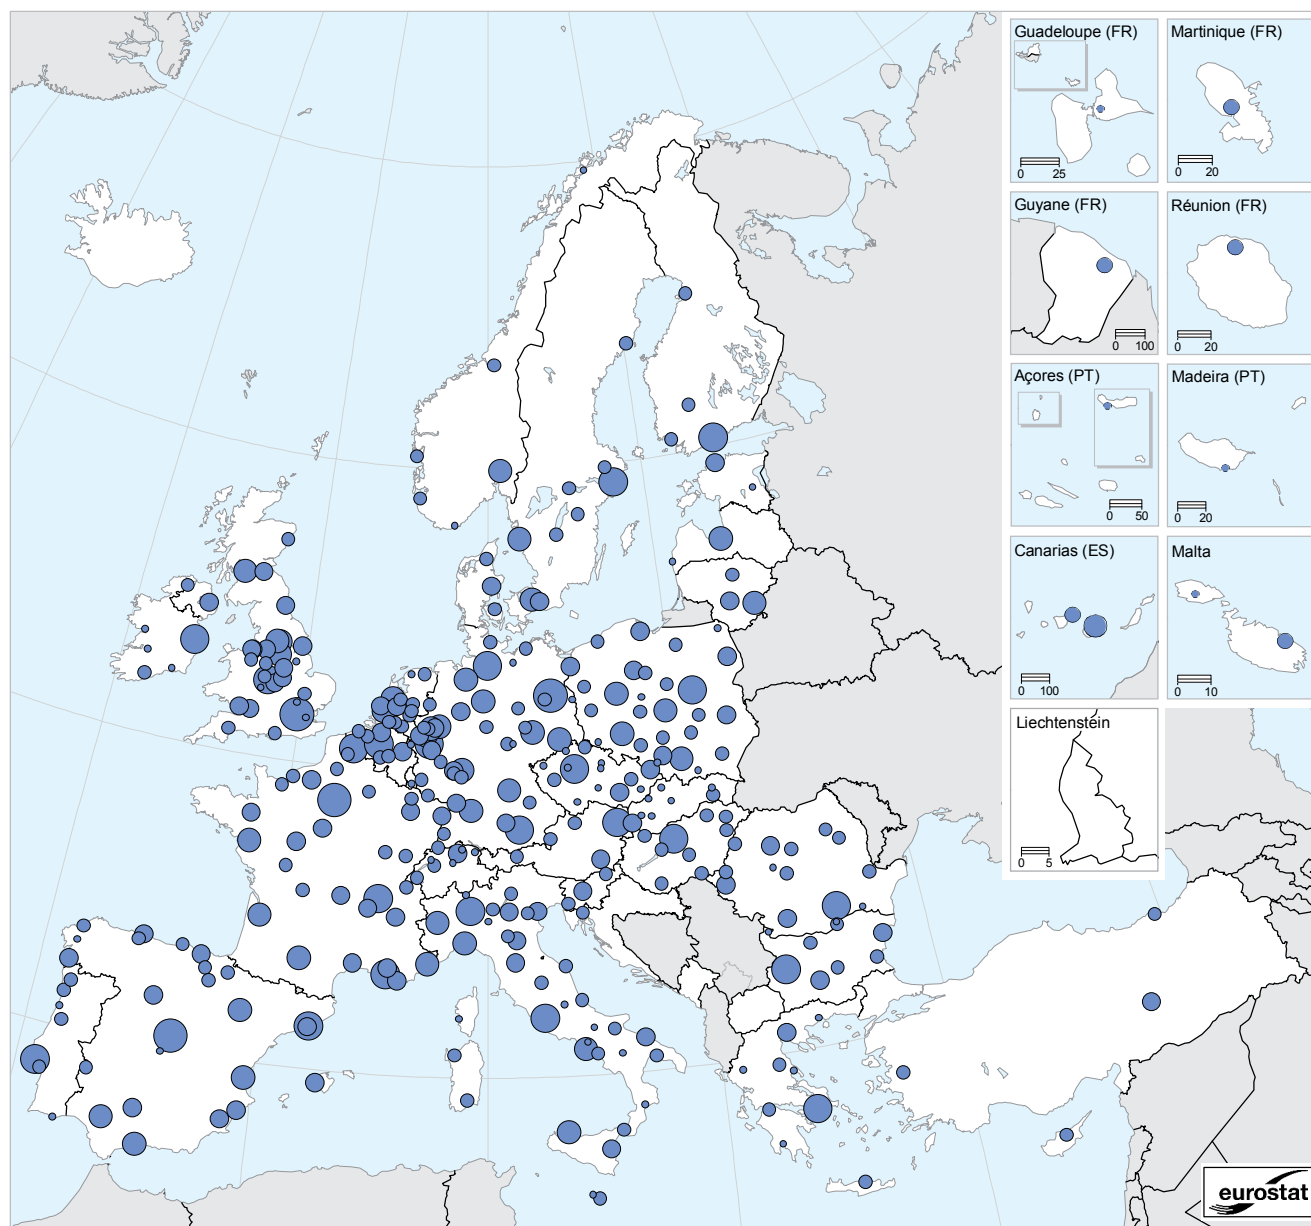 Guadeloupe (FR)
0 25
Martinique (FR)
0 20
Guyane (FR)
0 100
Réunion (FR)
0 20
Açores (PT)
0 50
Madeira (PT)
0 20
Canarias (ES)
0 100
Malta
0 10
Liechtenstein
0 5
eurostat